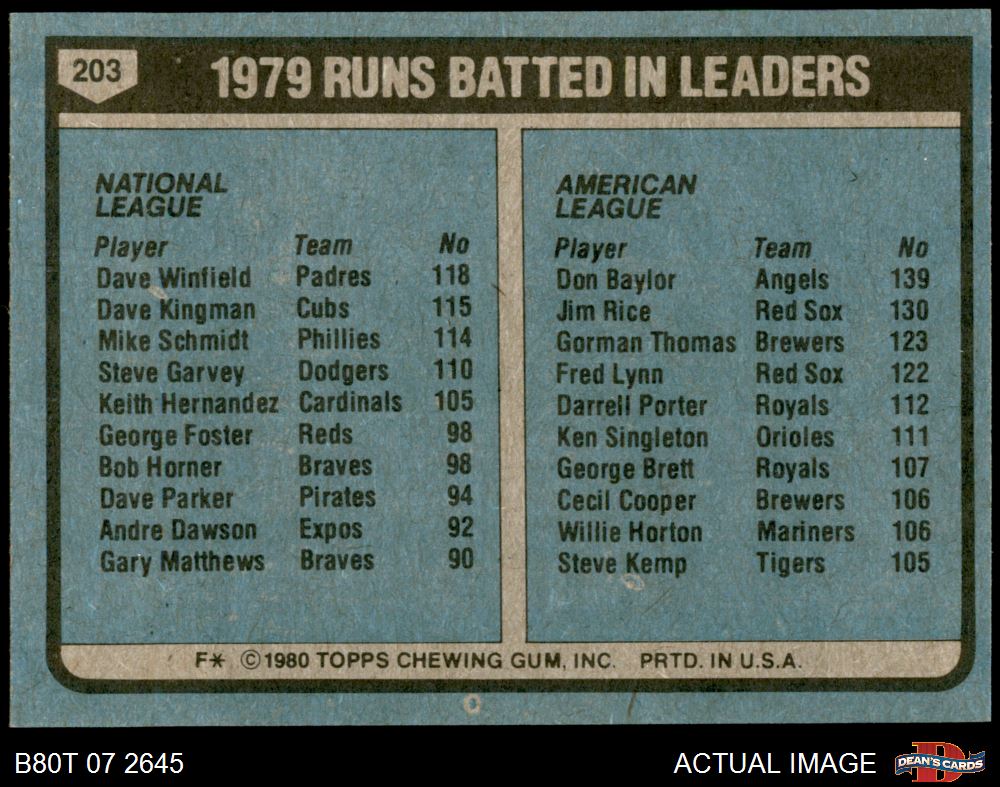 203
1979 RUNS BATTED IN LEADERS
NATIONAL
LEAGUE
Player Team No
Dave Winfield Padres 118
Dave Kingman Cubs 115
Mike Schmidt Phillies 114
Steve Garvey Dodgers 110
Keith Hernandez Cardinals 105
George Foster Reds 98
Bob Horner Braves 98
Dave Parker Pirates 94
Andre Dawson Expos 92
Gary Matthews Braves 90
AMERICAN
LEAGUE
Player Team No
Don Baylor Angels 139
Jim Rice Red Sox 130
Gorman Thomas Brewers 123
Fred Lynn Red Sox 122
Darrell Porter Royals 112
Ken Singleton Orioles 111
George Brett Royals 107
Cecil Cooper Brewers 106
Willie Horton Mariners 106
Steve Kemp Tigers 105
F* © 1980 TOPPS CHEWING GUM, INC. PRTD. IN U.S.A.
B80T 07 2645
ACTUAL IMAGE
D
DEAN'S CARDS